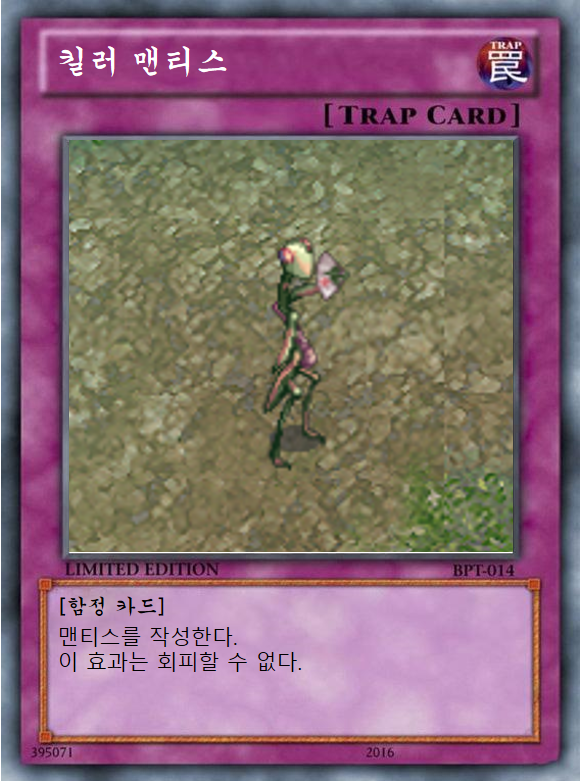 킬러 맨티스
TRAP
罠
[TRAP CARD]
LIMITED EDITION
BPT-014
[함정 카드]
맨티스를 작성한다.
이 효과는 회피할 수 없다.
395071
2016